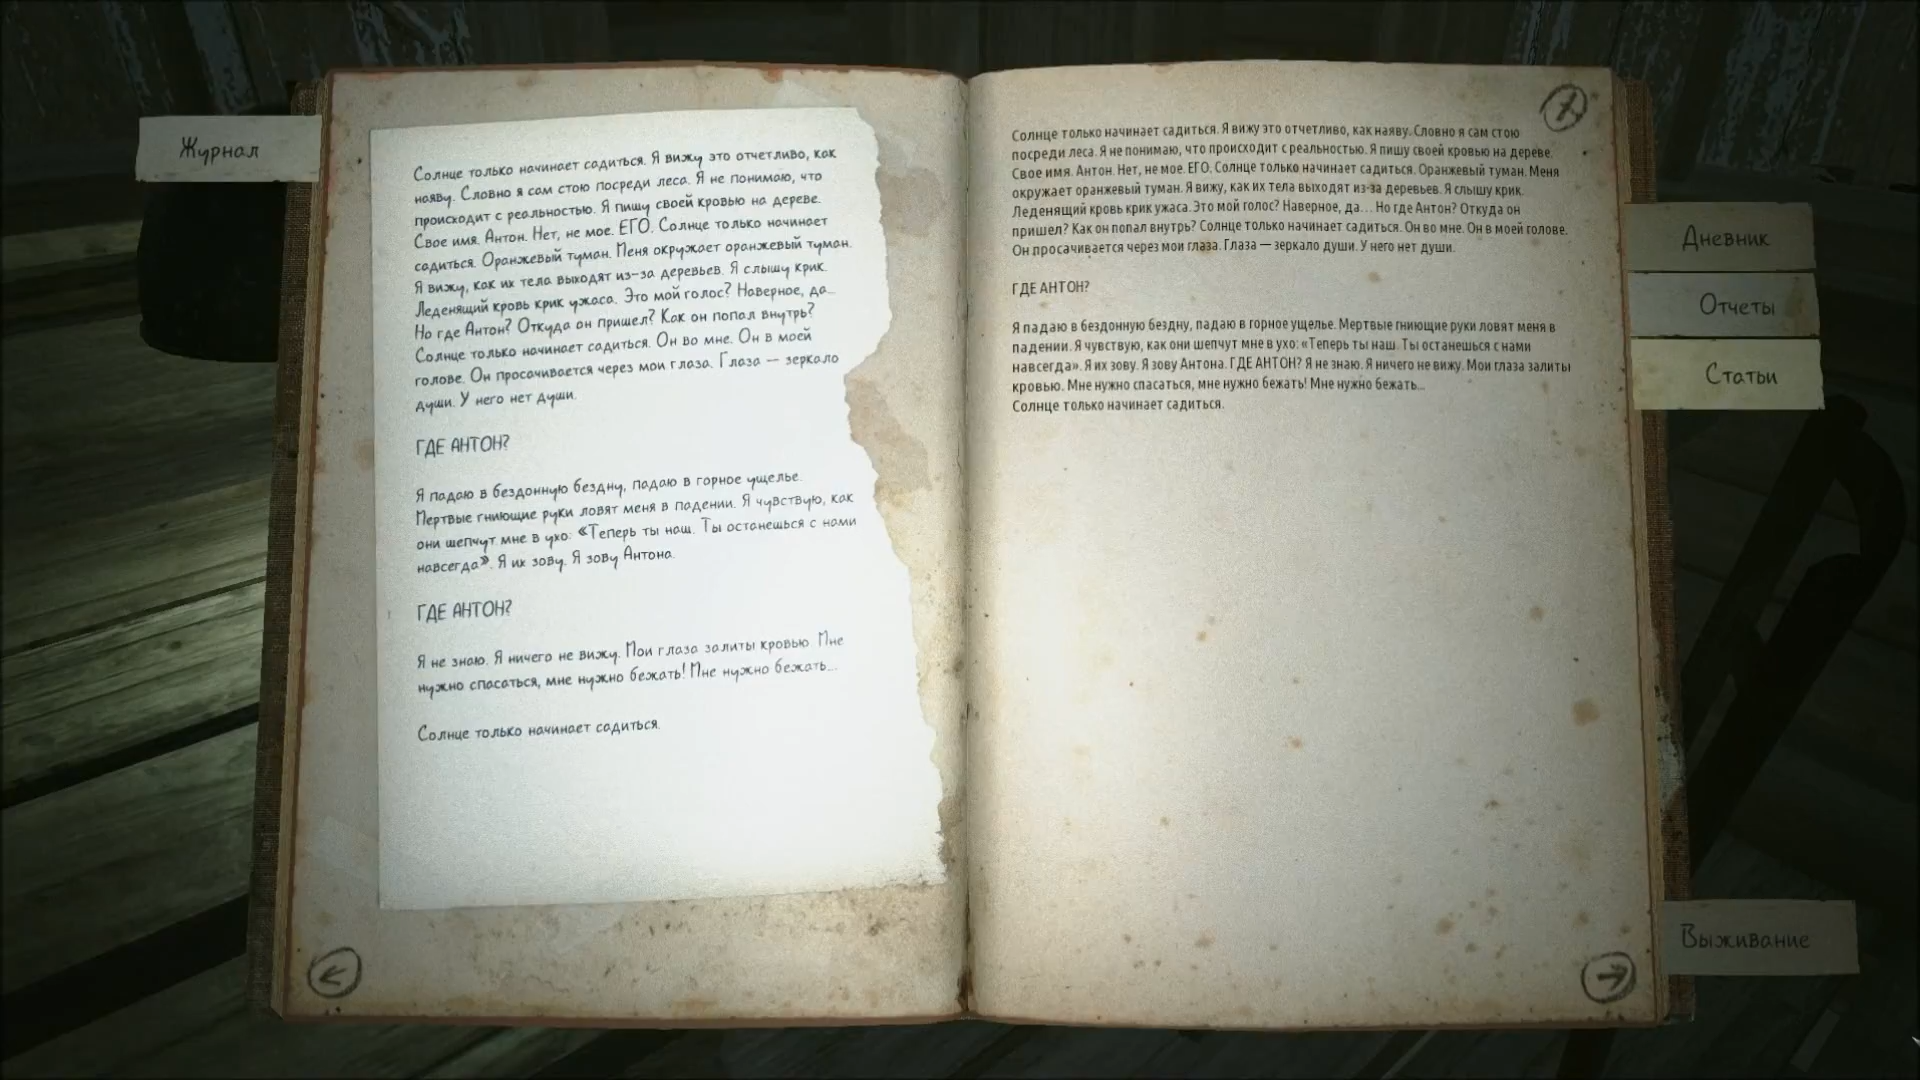 Журнал
Солнце только начинает садиться. Я вижу это отчетливо, как
наяву. Словно я сам стою посреди леса. Я не понимаю, что
происходит с реальностью. Я пишу своей кровью на дереве.
Свое имя. Антон. Нет, не мое. ЕГО. Солнце только начинает
садиться. Оранжевый туман. Меня окружает оранжевый туман.
Я вижу, как их тела выходят из-за деревьев. Я слышу крик.
Леденящий кровь крик ужаса. Это мой голос? Наверное, да...
Но где Антон? Откуда он пришел? Как он попал внутрь?
Солнце только начинает садиться. Он во мне. Он в моей
голове. Он просачивается через мои глаза. Глаза — зеркало
души. У него нет души.
ГДЕ АНТОН?
Я падаю в бездонную бездну, падаю в горное ущелье.
Мертвые гниющие руки ловят меня в падении. Я чувствую, как
они шепчут мне в ухо: «Теперь ты наш. Ты останешься с нами
навсегда». Я их зову. Я зову Антона.
ГДЕ АНТОН?
Я не знаю. Я ничего не вижу. Мои глаза залиты кровью. Мне
нужно спасаться, мне нужно бежать! Мне нужно бежать...
Солнце только начинает садиться.
Солнце только начинает садиться. Я вижу это отчетливо, как наяву. Словно я сам стою
посреди леса. Я не понимаю, что происходит с реальностью. Я пишу своей кровью на дереве.
Свое имя. Антон. Нет, не мое. ЕГО. Солнце только начинает садиться. Оранжевый туман. Меня
окружает оранжевый туман. Я вижу, как их тела выходят из-за деревьев. Я слышу крик.
Леденящий кровь крик ужаса. Это мой голос? Наверное, да... Но где Антон? Откуда он
пришел? Как он попал внутрь? Солнце только начинает садиться. Он во мне. Он в моей голове.
Он просачивается через мои глаза. Глаза — зеркало души. У него нет души.
ГДЕ АНТОН?
Я падаю в бездонную бездну, падаю в горное ущелье. Мертвые гниющие руки ловят меня в
падении. Я чувствую, как они шепчут мне в ухо: «Теперь ты наш. Ты останешься с нами
навсегда». Я их зову. Я зову Антона. ГДЕ АНТОН? Я не знаю. Я ничего не вижу. Мои глаза залиты
кровью. Мне нужно спасаться, мне нужно бежать! Мне нужно бежать...
Солнце только начинает садиться.
Дневник
Отчеты
Статьи
Выживание